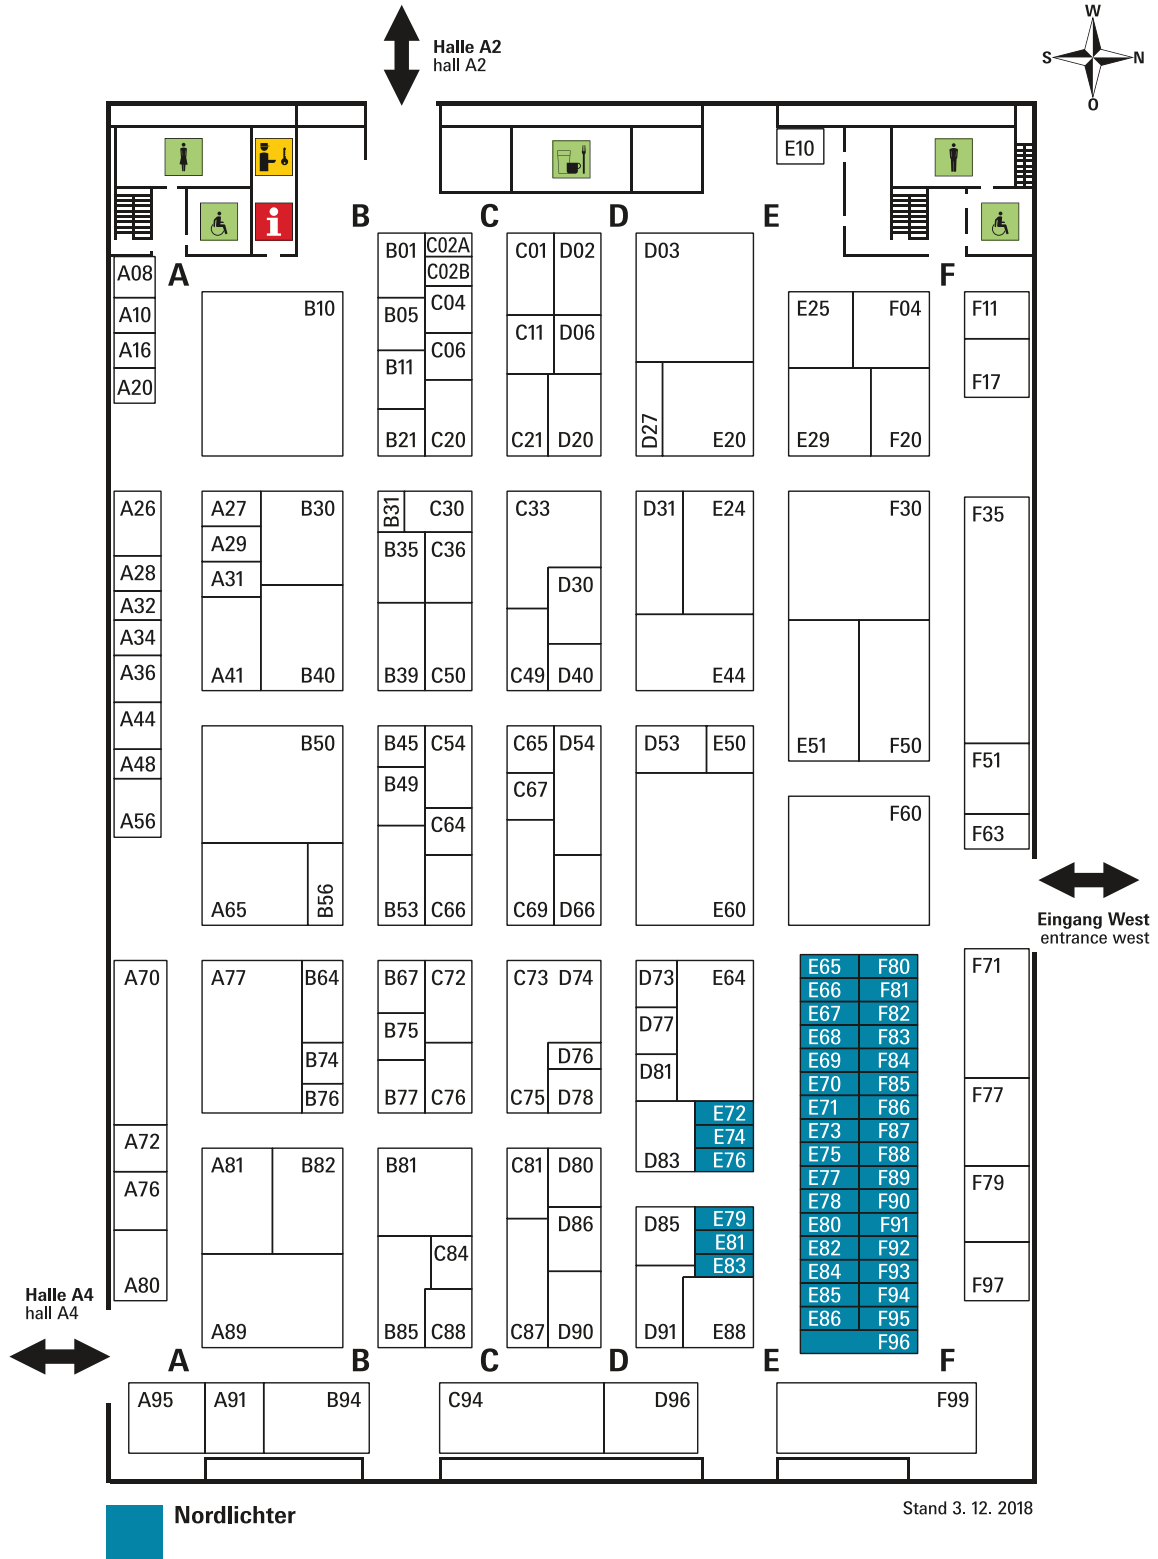 W
S N
O
Halle A2
hall A2
E10
A B C D E F
A08
A10
A16
A20
B10
B01 C02A
C02B
B05 C04
B11 C06
B21 C20
C01 D02
C11 D06
C21 D20
D03
D27 E20
E25 F04
E29 F20
F11
F17
A26
A28
A32
A34
A36
A44
A48
A56
A27 B30
A29
A31
A41 B40
B31 C30
B35 C36
B39 C50
C33
D30
C49 D40
D31 E24
E44
F30
E51 F50
F35
F51
F63
B50
A65 B56
B45 C54
B49
C64
B53 C66
C65 D54
C67
C69 D66
D53 E50
E60
F60
Eingang West
entrance west
A70
A72
A76
A80
A77 B64
B74
B76
B67 C72
B75
B77 C76
C73 D74
D76
C75 D78
D73 E64
D77
D81
E72
E74
D83 E76
E65 F80
E66 F81
E67 F82
E68 F83
E69 F84
E70 F85
E71 F86
E73 F87
E75 F88
E77 F89
E78 F90
E80 F91
E82 F92
E84 F93
E85 F94
E86 F95
F96
F71
F77
F79
F97
A81 B82
A89
B81
C84
B85 C88
C81 D80
D86
C87 D90
D85 E79
E81
E83
D91 E88
Halle A4
hall A4
A B C D E F
A95 A91 B94
C94 D96
F99
Nordlichter
Stand 3. 12. 2018